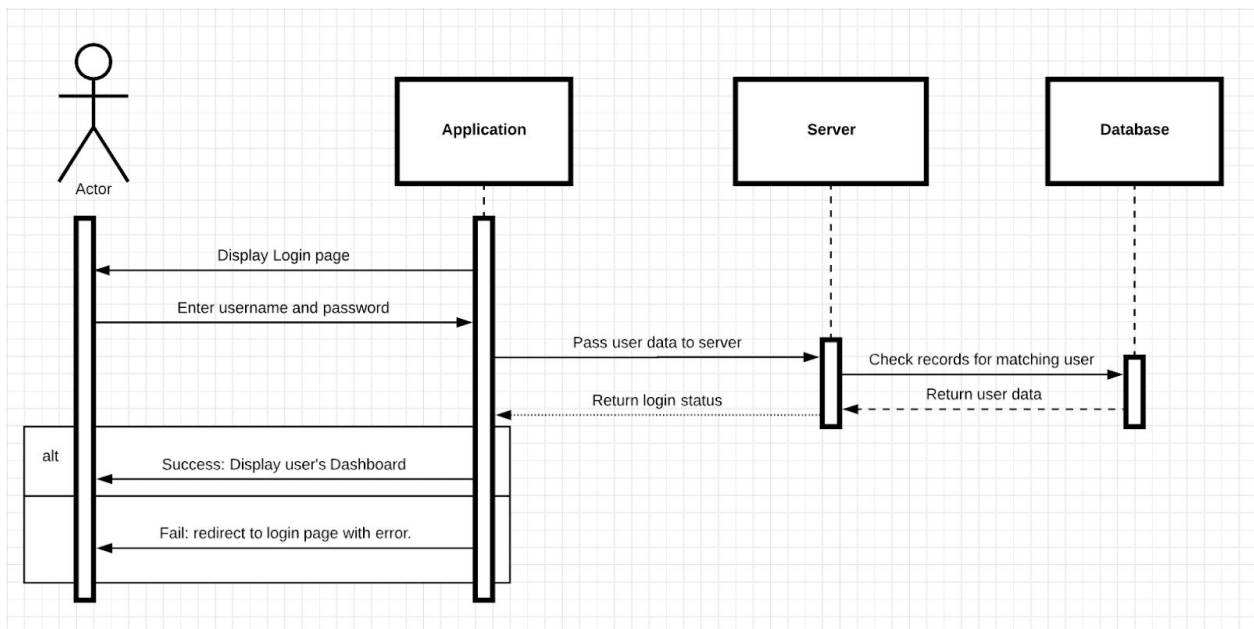 Application
Server
Database
Actor
Display Login page
Enter username and password
Pass user data to server
Check records for matching user
Return user data
Return login status
alt
Success: Display user's Dashboard
Fail: redirect to login page with error.